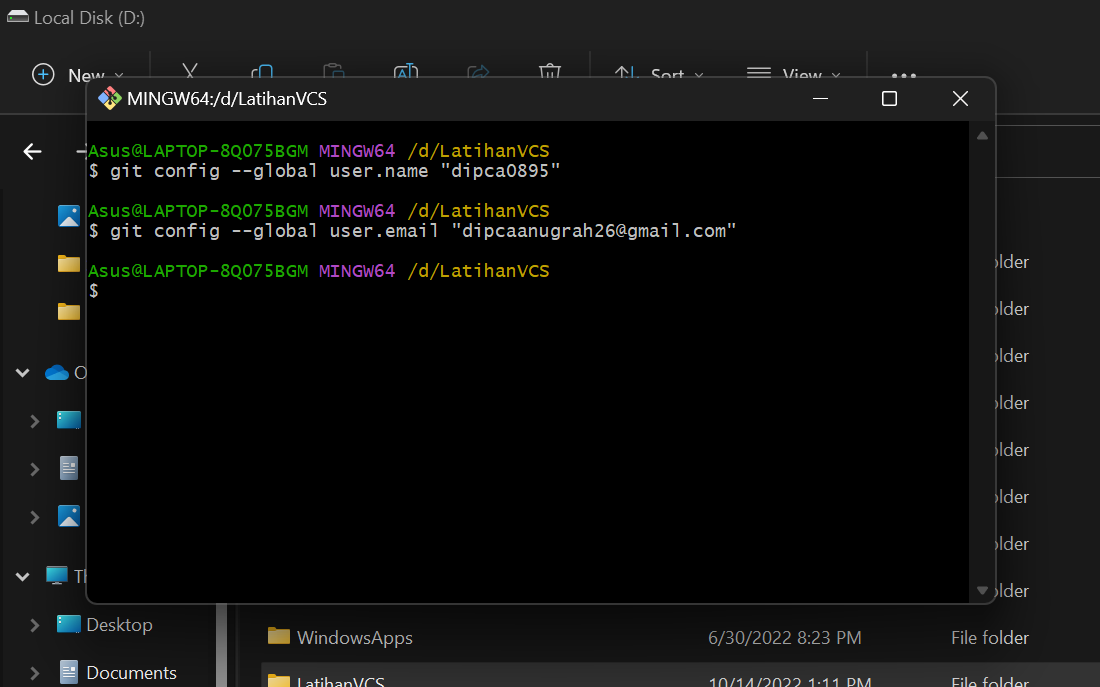 Local Disk (D:)
New
Sort
View
MINGW64:/d/LatihanVCS
Asus@LAPTOP-8QO75BGM MINGW64 /d/LatihanVCS
$ git config --global user.name "dipca0895"
Asus@LAPTOP-8QO75BGM MINGW64 /d/LatihanVCS
$ git config --global user.email "dipcaanugrah26@gmail.com"
Asus@LAPTOP-8QO75BGM MINGW64 /d/LatihanVCS
$
older
older
older
older
older
older
older
older
O
Th
Desktop
WindowsApps 6/30/2022 8:23 PM File folder
Documents
LatihanVCS 10/14/2022 1:11 PM File folder